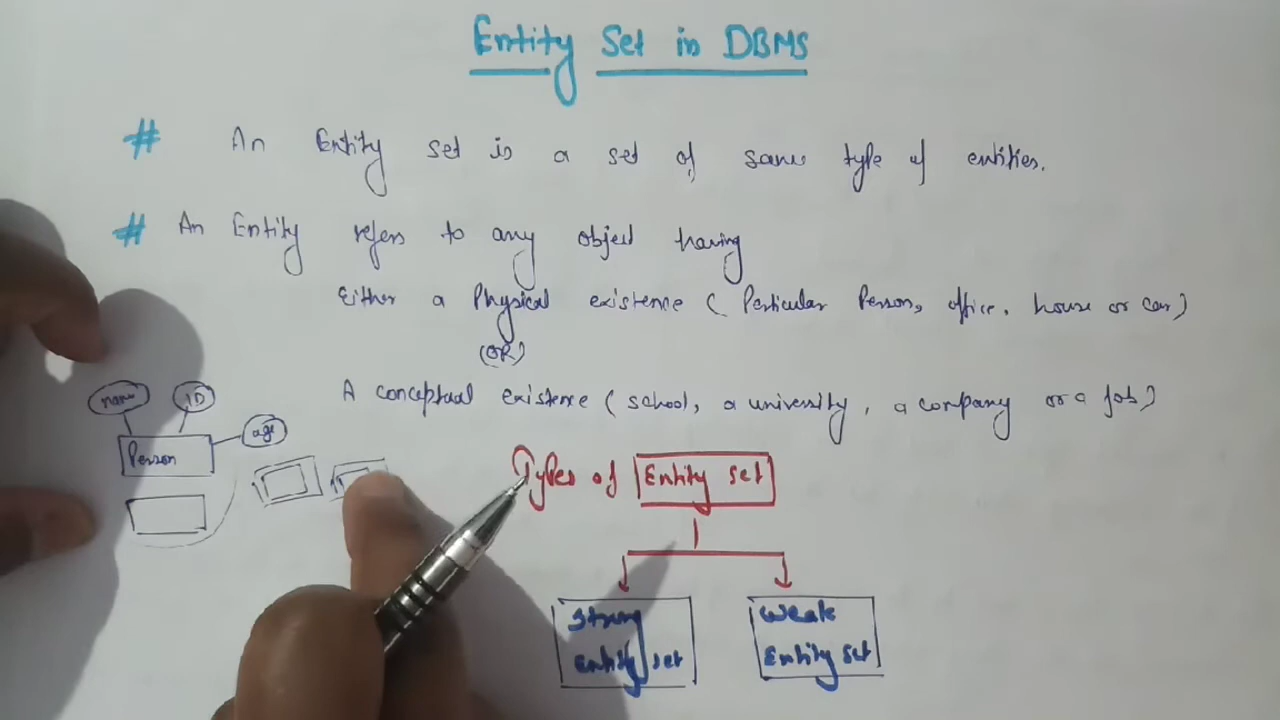 Entity Set in DBMS
# An Entity set is a set of same type of entities.
# An Entity refers to any object having
Either a Physical existence ( Particular Person, office, house or car)
(OR)
A conceptual existence ( school, a university, a company or a job)
name ID
age
Person
Types of Entity set
Strong Weak
Entity set Entity set